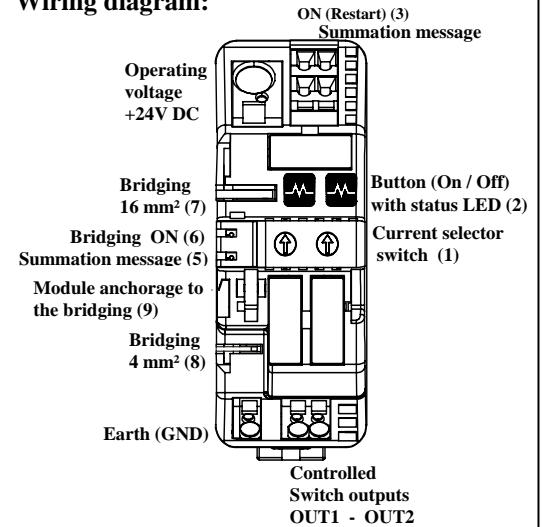 Wiring diagram:
ON (Restart) (3)
Summation message
Operating
voltage
+24V DC
Bridging
16 mm² (7)
Button (On / Off)
with status LED (2)
Bridging ON (6)
Summation message (5)
Current selector
switch (1)
Module anchorage to
the bridging (9)
Bridging
4 mm² (8)
Earth (GND)
Controlled
Switch outputs
OUT1 - OUT2